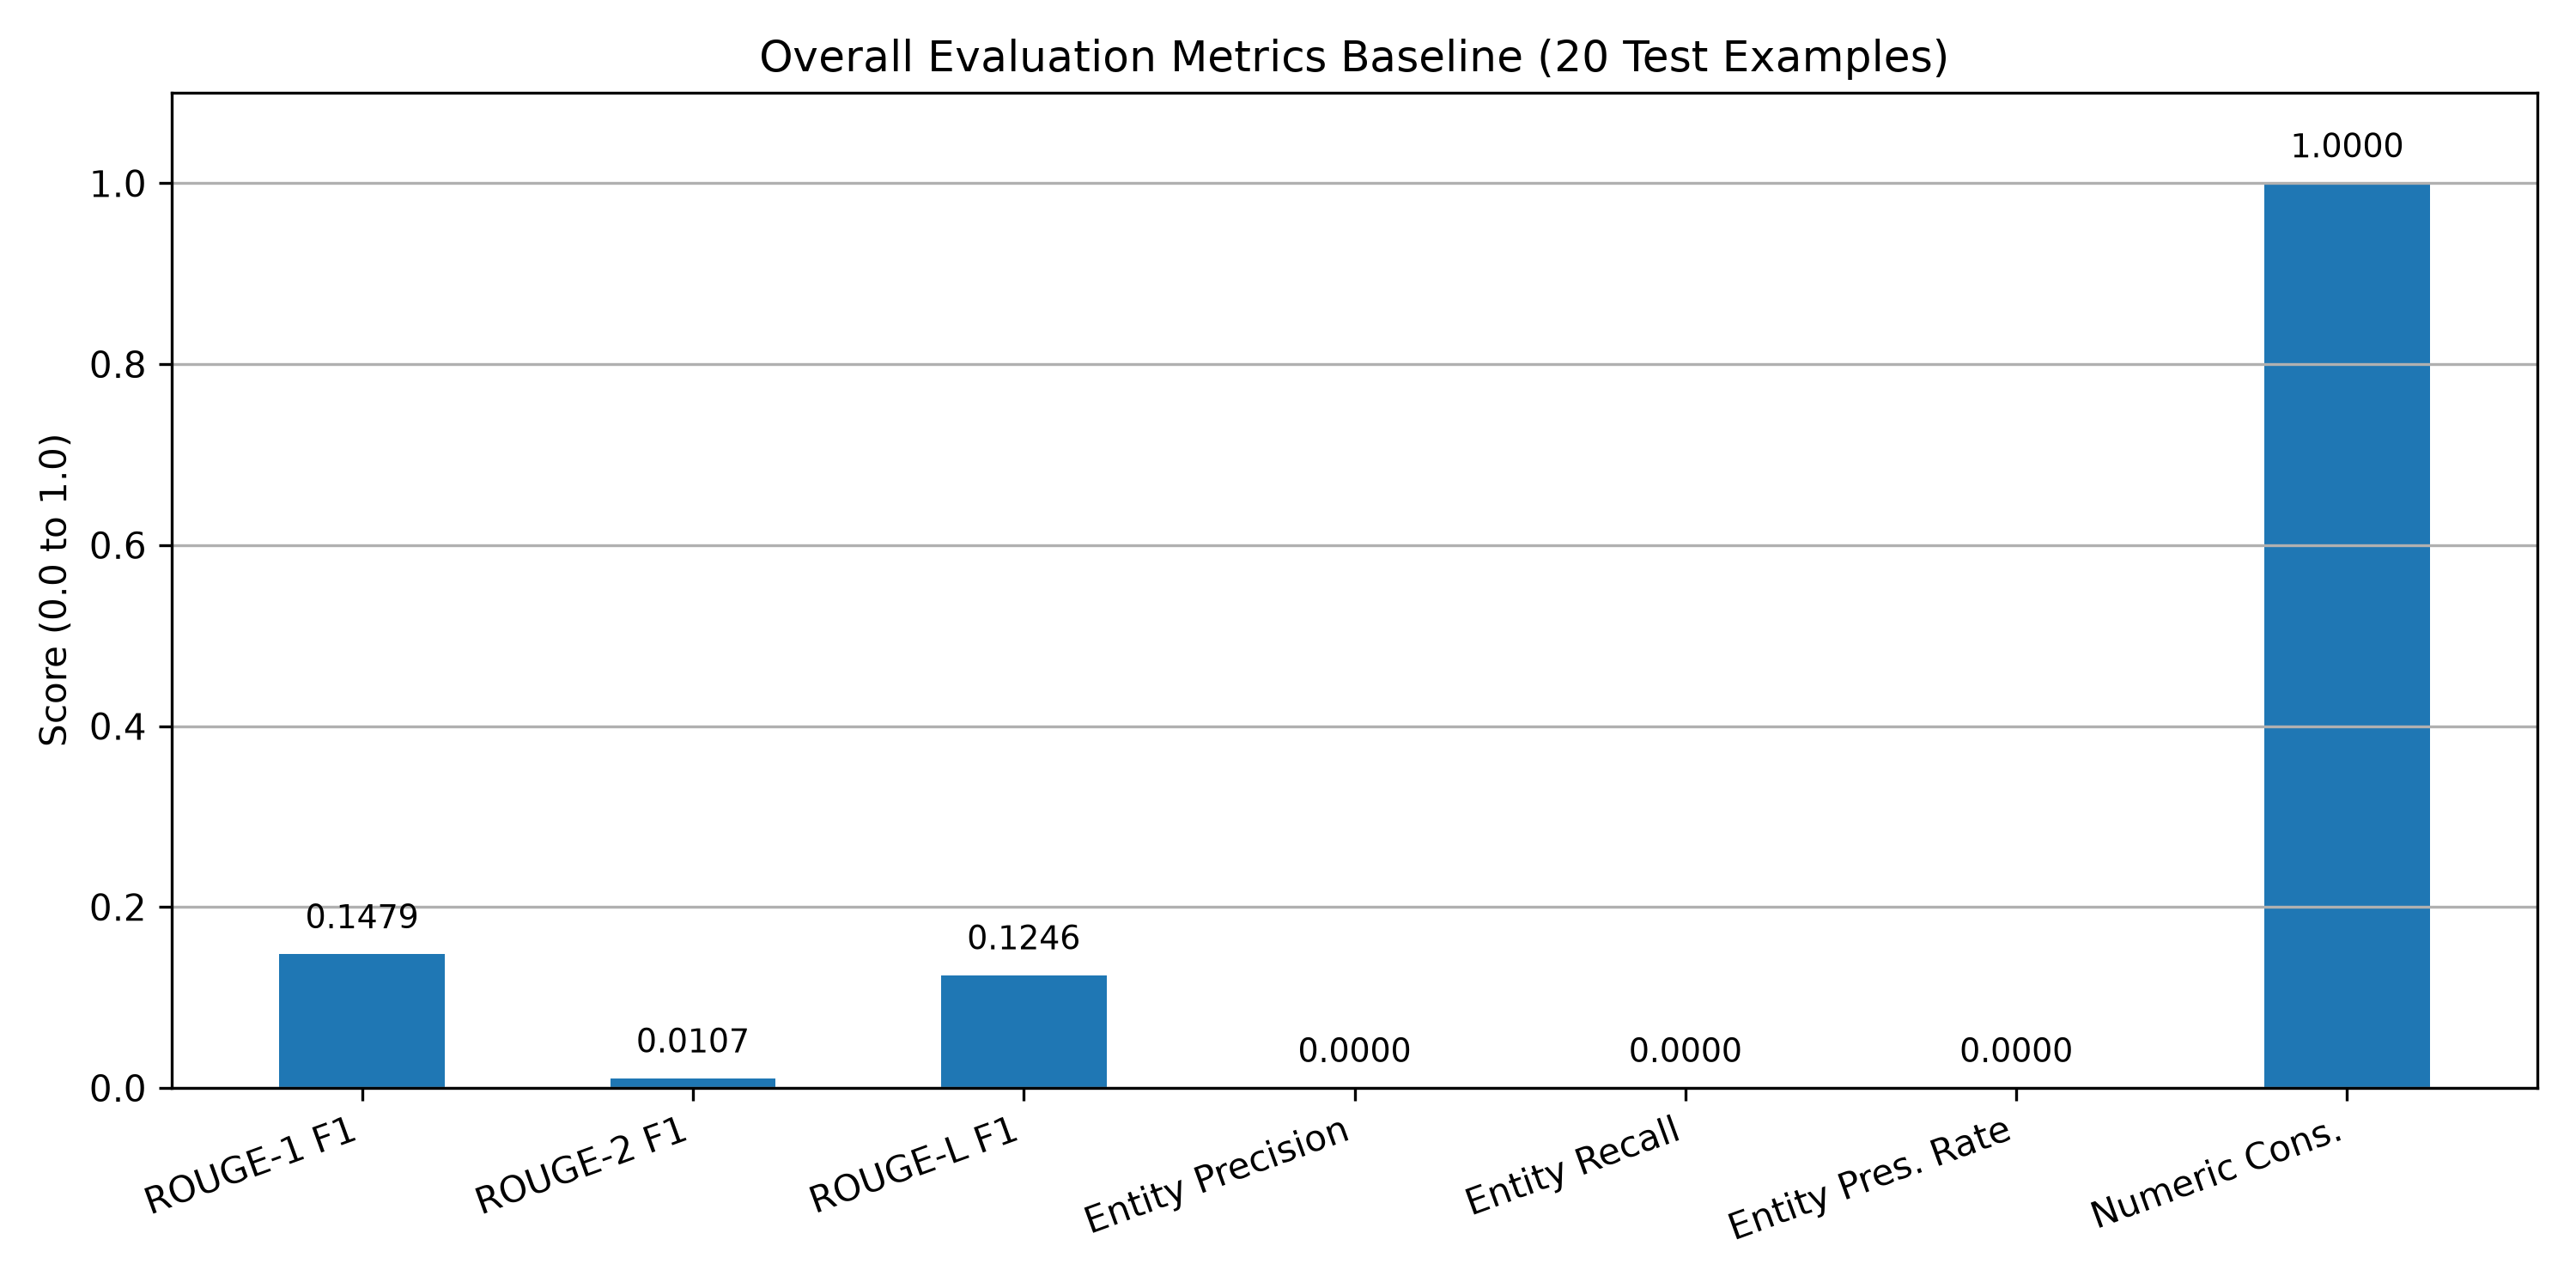 Overall Evaluation Metrics Baseline (20 Test Examples)
Score (0.0 to 1.0)
1.0
0.8
0.6
0.4
0.2
0.0
0.1479
0.0107
0.1246
0.0000
0.0000
0.0000
1.0000
ROUGE-1 F1
ROUGE-2 F1
ROUGE-L F1
Entity Precision
Entity Recall
Entity Pres. Rate
Numeric Cons.